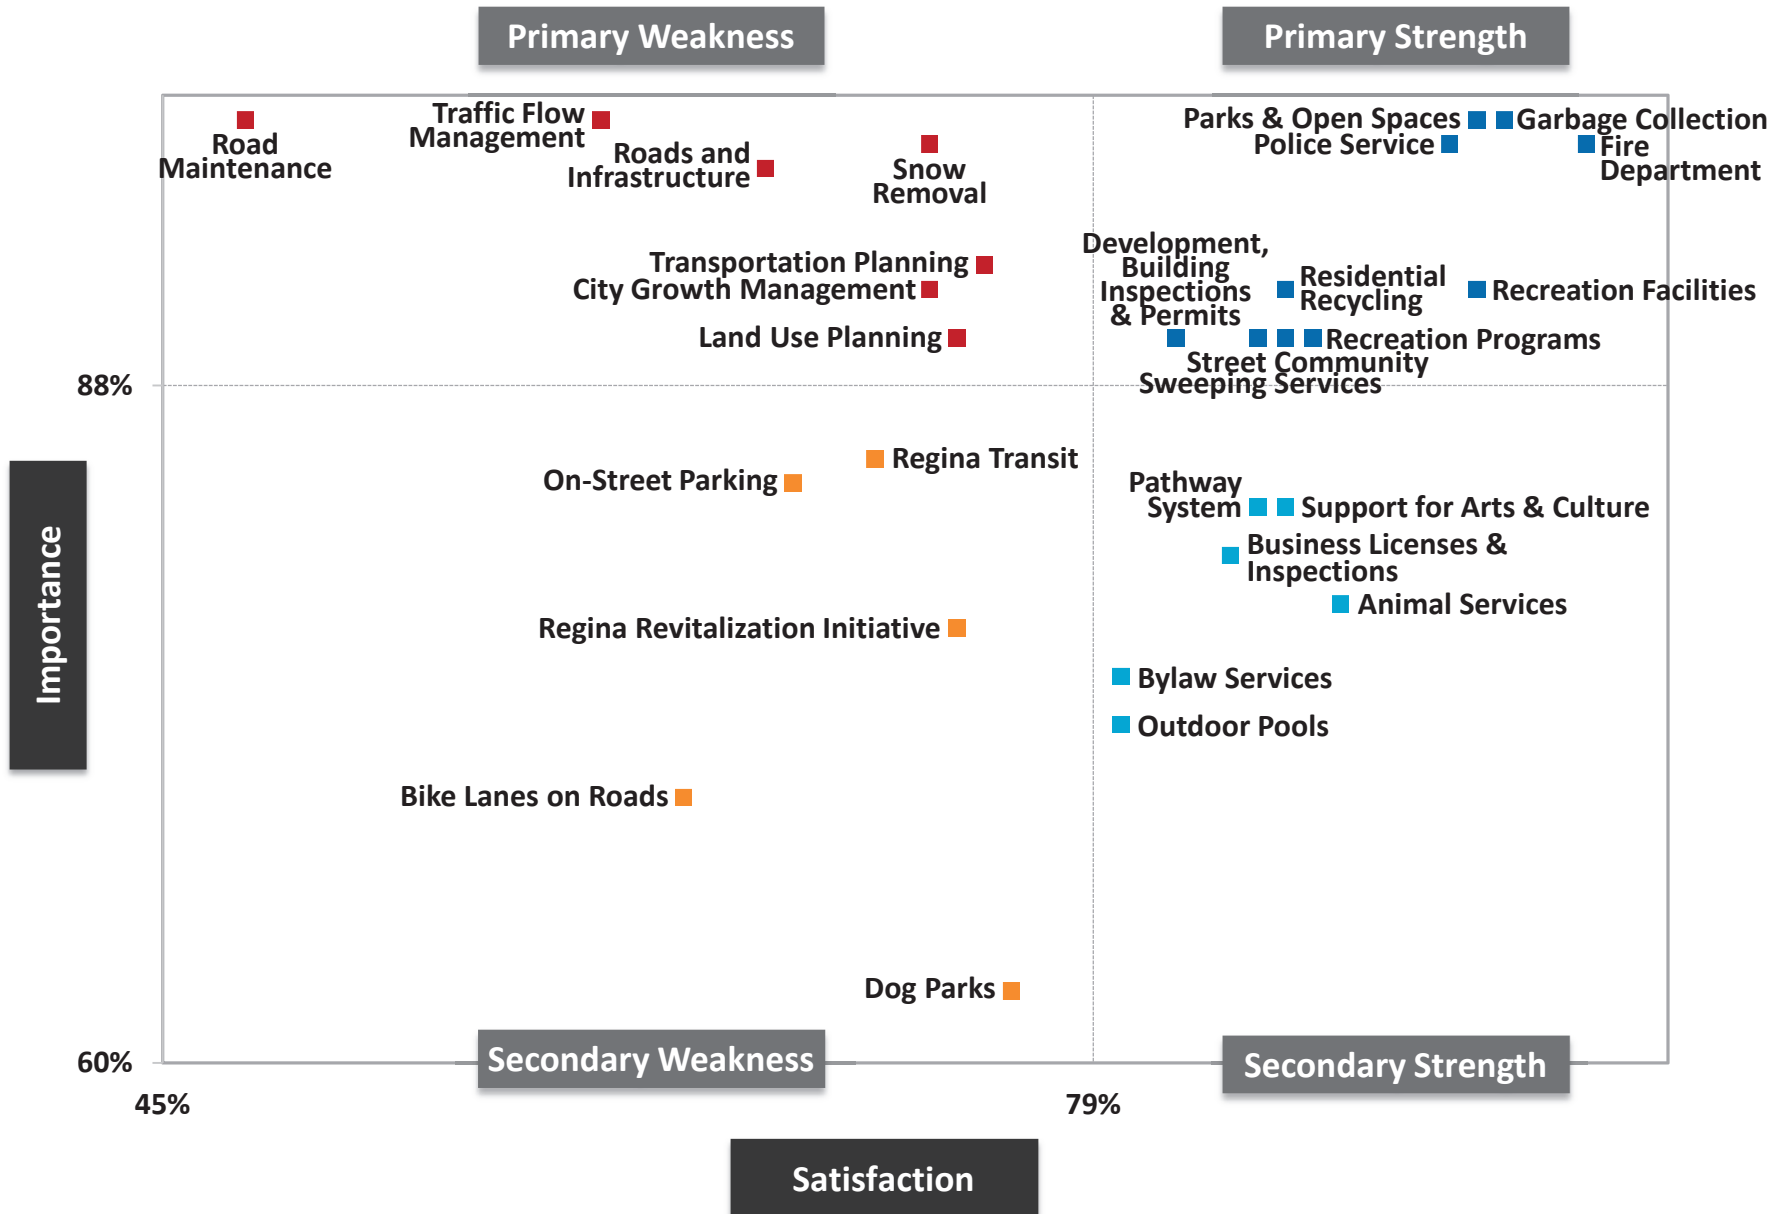 Primary Weakness
Primary Strength
Road
Maintenance
Traffic Flow
Management
Roads and
Infrastructure
Snow
Removal
Parks & Open Spaces
Garbage Collection
Police Service
Fire
Department
Transportation Planning
City Growth Management
Land Use Planning
Development,
Building
Inspections
& Permits
Residential
Recycling
Recreation Facilities
Recreation Programs
Street Community
Sweeping Services
88%
Regina Transit
On-Street Parking
Pathway
System
Support for Arts & Culture
Business Licenses &
Inspections
Animal Services
Regina Revitalization Initiative
Bylaw Services
Outdoor Pools
Bike Lanes on Roads
Dog Parks
Importance
60%
Secondary Weakness
Secondary Strength
45%
79%
Satisfaction